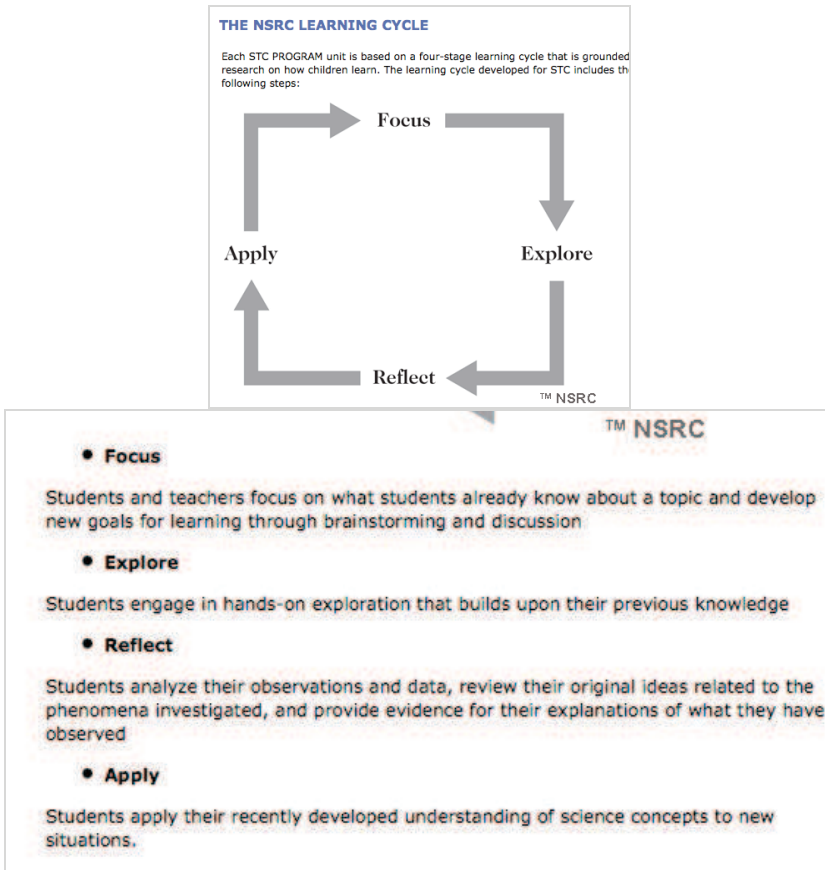 THE NSRC LEARNING CYCLE
Each STC PROGRAM unit is based on a four-stage learning cycle that is grounded
research on how children learn. The learning cycle developed for STC includes th
following steps:
Focus
Apply
Explore
Reflect
™ NSRC
™ NSRC
• Focus
Students and teachers focus on what students already know about a topic and develop
new goals for learning through brainstorming and discussion
• Explore
Students engage in hands-on exploration that builds upon their previous knowledge
• Reflect
Students analyze their observations and data, review their original ideas related to the
phenomena investigated, and provide evidence for their explanations of what they have
observed
• Apply
Students apply their recently developed understanding of science concepts to new
situations.